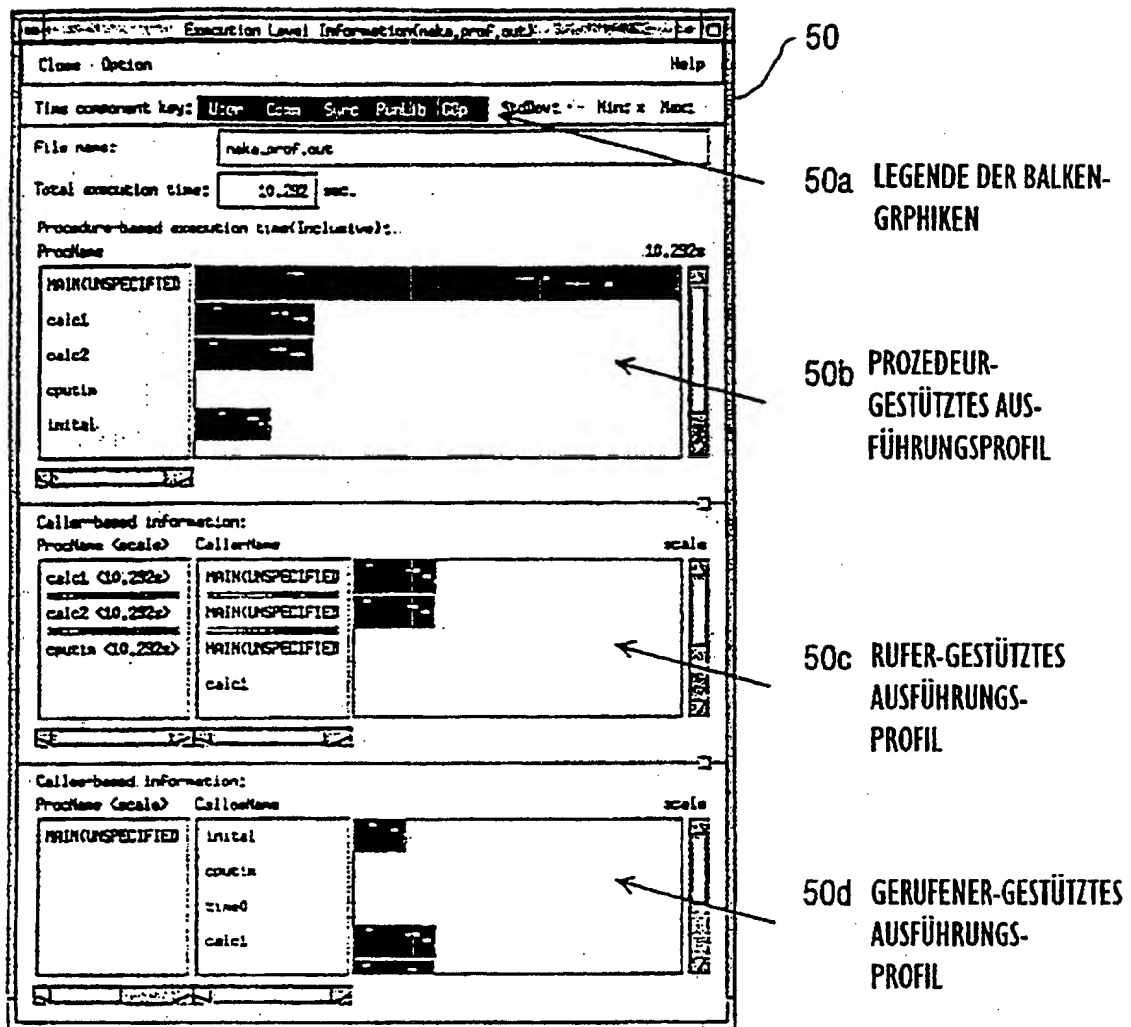 Execution Level Information(naka_prof.out)
50
Close Option Help
Time component key: User Comm Sync RunLib GOp StdDev: Min: x Max:
File name: naka_prof.out
50a LEGENDE DER BALKEN-
GRPHIKEN
Total execution time: 10.292 sec.
Procedure-based execution time(Inclusive):
ProcName 10.292s
MAIN(UNSPECIFIED
calc1
calc2
cputim
inital
50b PROZEDEUR-
GESTÜTZTES AUS-
FÜHRUNGSPROFIL
Caller-based information:
ProcName <scale> CallerName scale
calc1 <10.292s> MAIN(UNSPECIFIED
calc2 <10.292s> MAIN(UNSPECIFIED
cputim <10.292s> MAIN(UNSPECIFIED
calc1
50c RUFER-GESTÜTZTES
AUSFÜHRUNGS-
PROFIL
Callee-based information:
ProcName <scale> CalleeName scale
MAIN(UNSPECIFIED inital
cputim
time0
calc1
50d GERUFENER-GESTÜTZTES
AUSFÜHRUNGS-
PROFIL